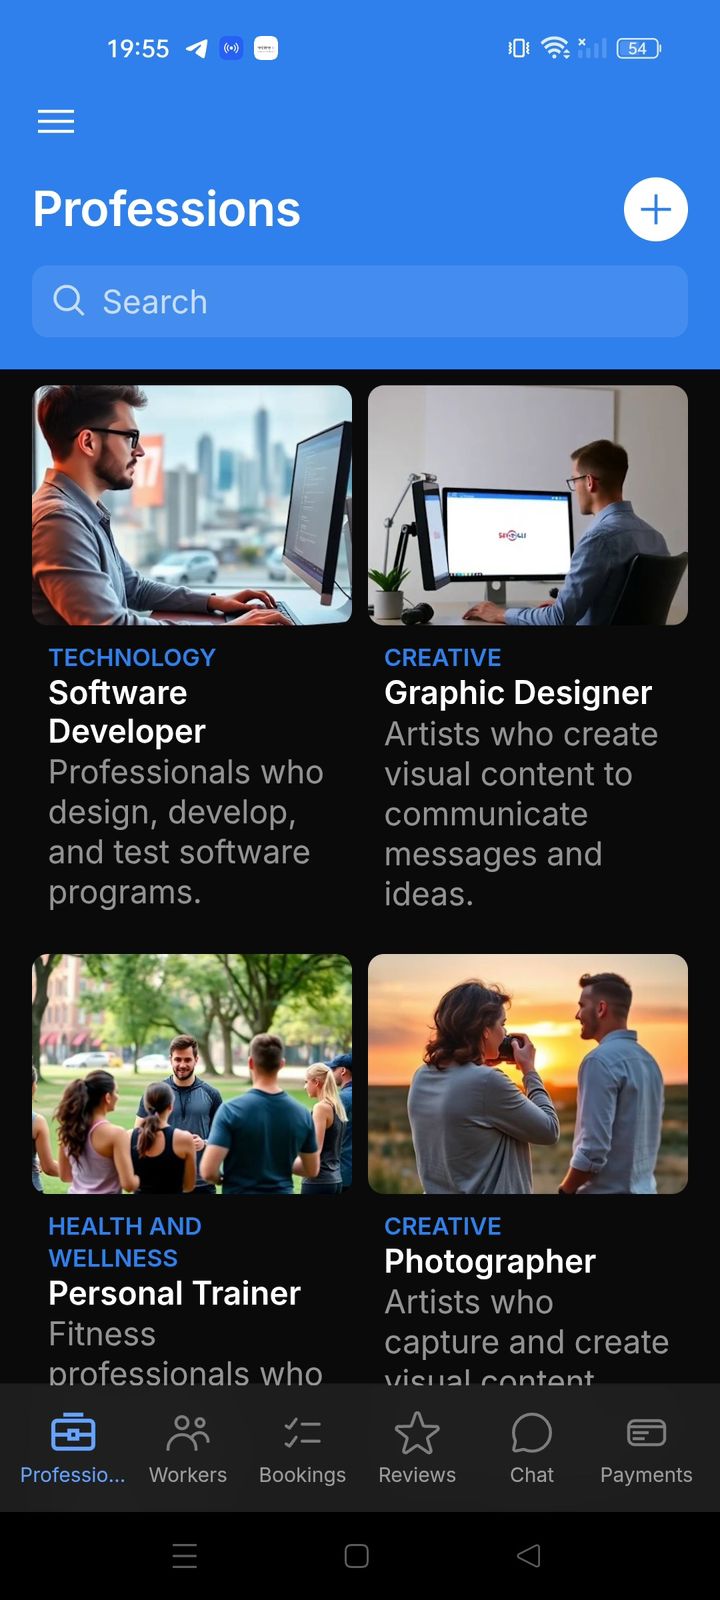 19:55
54
Professions
Search
TECHNOLOGY
Software
Developer
Professionals who
design, develop,
and test software
programs.
CREATIVE
Graphic Designer
Artists who create
visual content to
communicate
messages and
ideas.
HEALTH AND
WELLNESS
Personal Trainer
Fitness
professionals who
CREATIVE
Photographer
Artists who
capture and create
visual content
Professio...
Workers
Bookings
Reviews
Chat
Payments